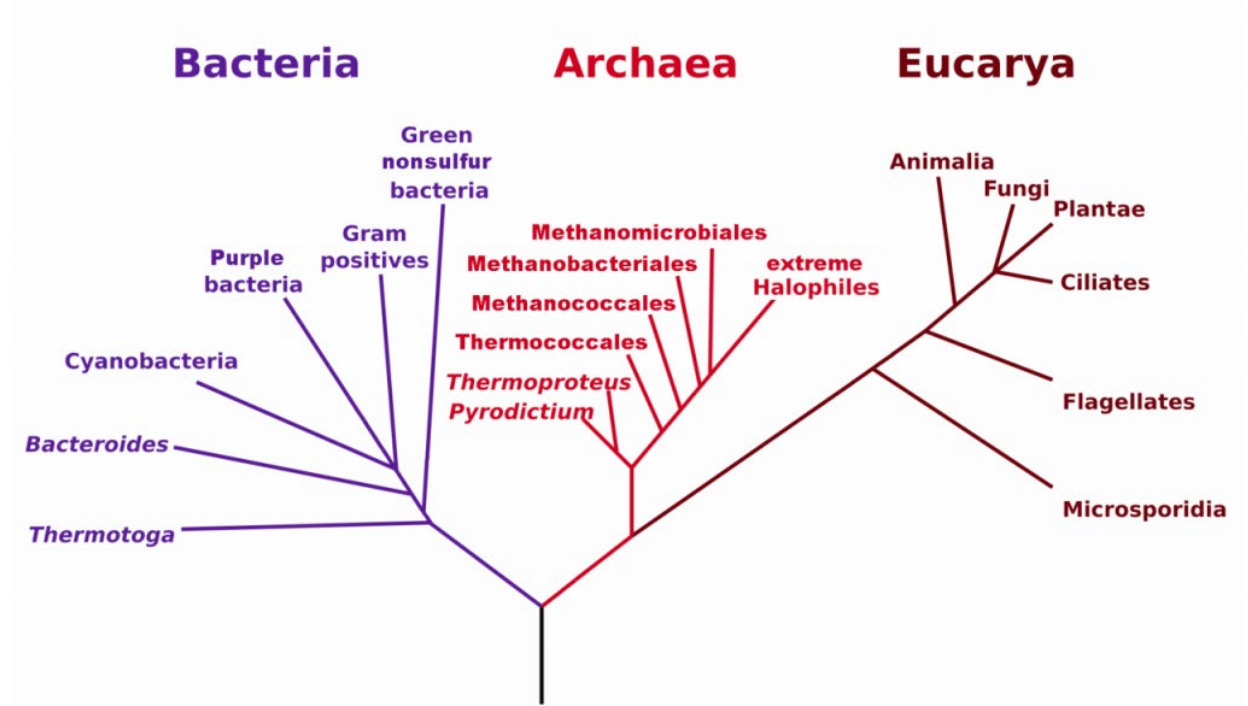 Bacteria
Archaea
Eucarya
Green
nonsulfur
bacteria
Gram
positives
Purple
bacteria
Cyanobacteria
Bacteroides
Thermotoga
Methanomicrobiales
Methanobacteriales
extreme
Halophiles
Methanococcales
Thermococcales
Thermoproteus
Pyrodictium
Animalia
Fungi
Plantae
Ciliates
Flagellates
Microsporidia